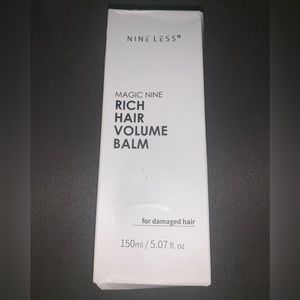 NINE LESS°
MAGIC NINE
RICH
HAIR
VOLUME
BALM
for damaged hair
150ml / 5.07 fl. oz